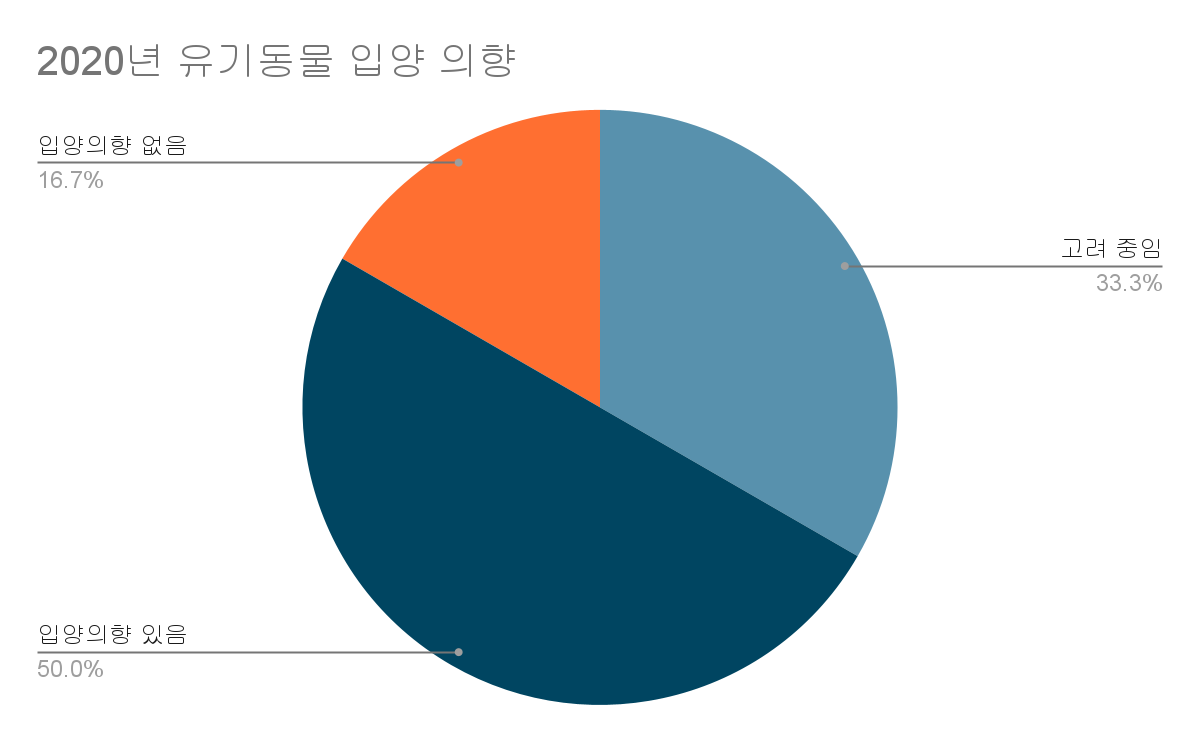 2020년 유기동물 입양 의향
입양의향 없음
16.7%
고려 중임
33.3%
입양의향 있음
50.0%